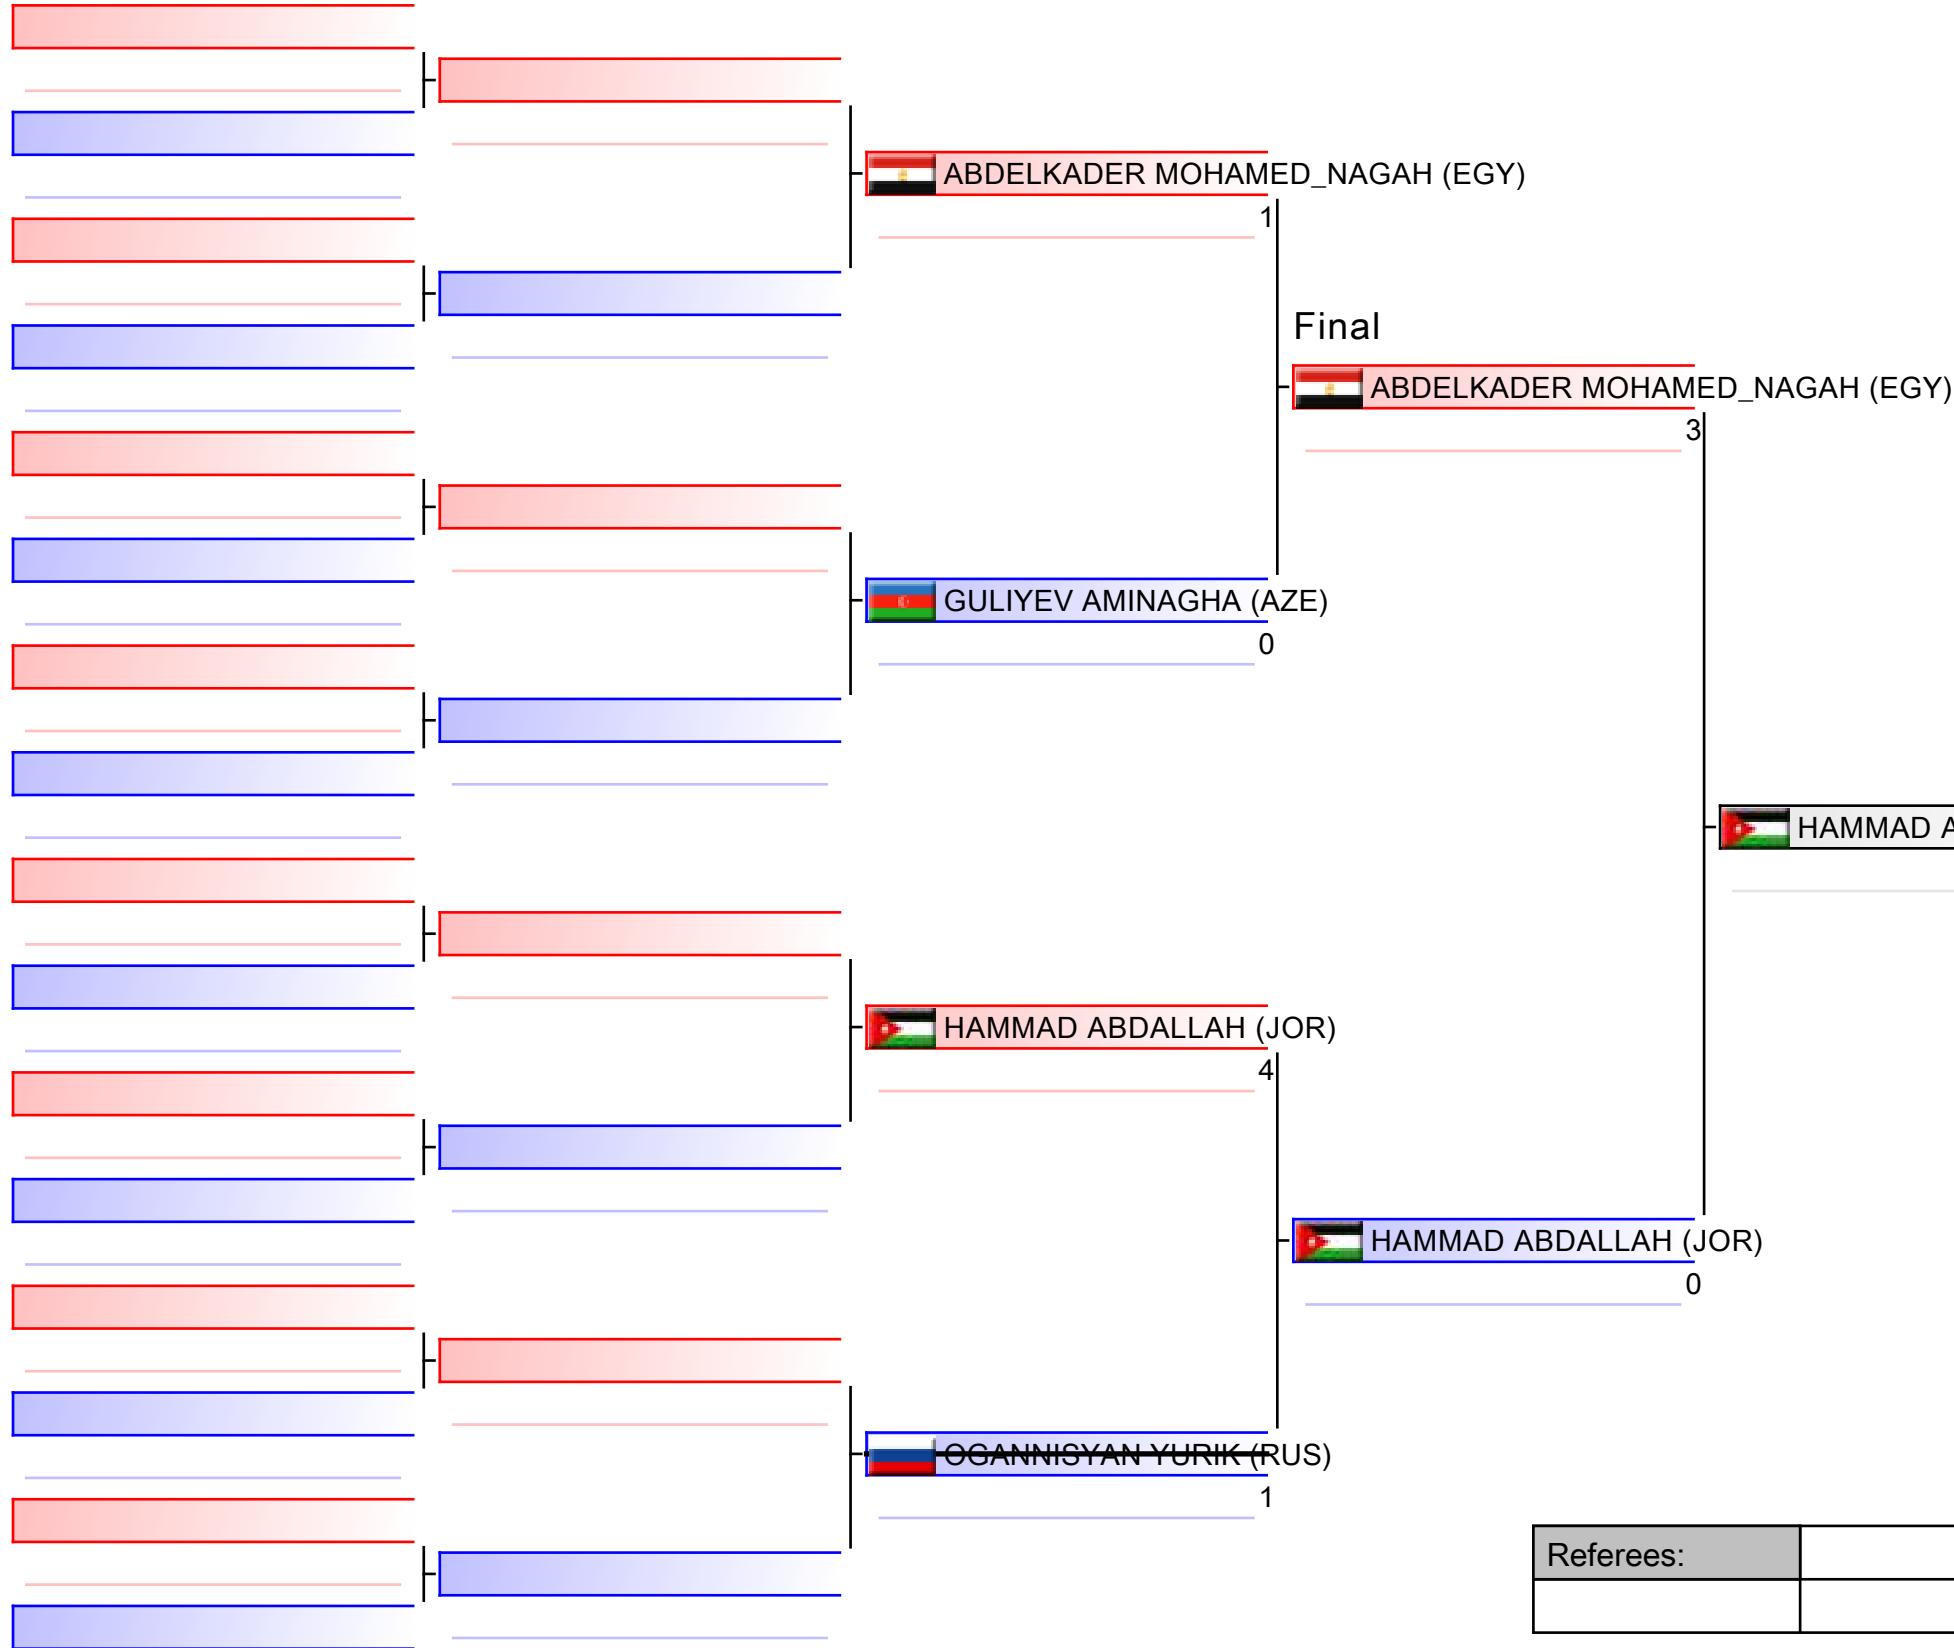 ABDELKADER MOHAMED_NAGAH (EGY)
1
Final
ABDELKADER MOHAMED_NAGAH (EGY)
3
GULIYEV AMINAGHA (AZE)
0
HAMMAD A
HAMMAD ABDALLAH (JOR)
4
HAMMAD ABDALLAH (JOR)
0
OGANNISYAN YURIK (RUS)
1
Referees: